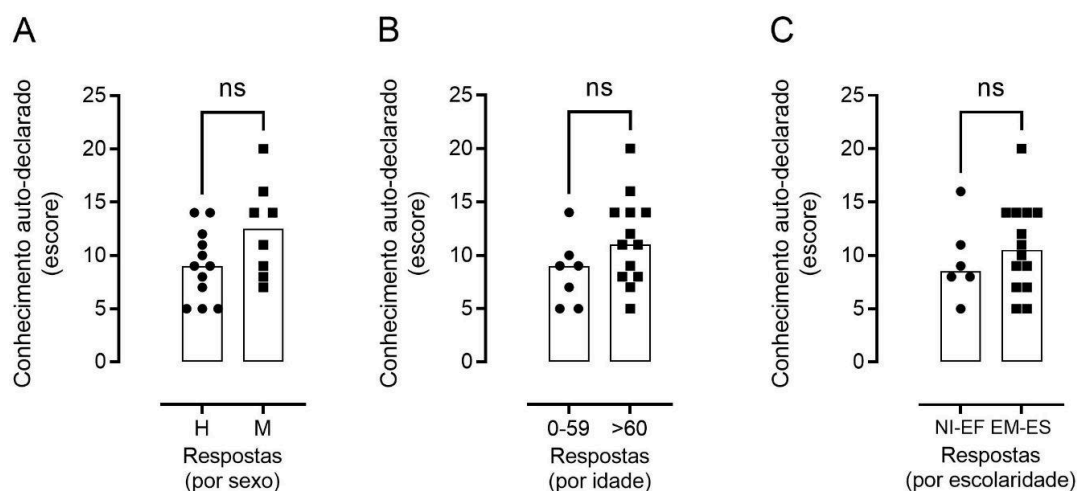 A
Conhecimento auto-declarado
(escore)
25
20
15
10
5
0
ns
H M
Respostas
(por sexo)
B
Conhecimento auto-declarado
(escore)
25
20
15
10
5
0
ns
0-59 >60
Respostas
(por idade)
C
Conhecimento auto-declarado
(escore)
25
20
15
10
5
0
ns
NI-EF EM-ES
Respostas
(por escolaridade)